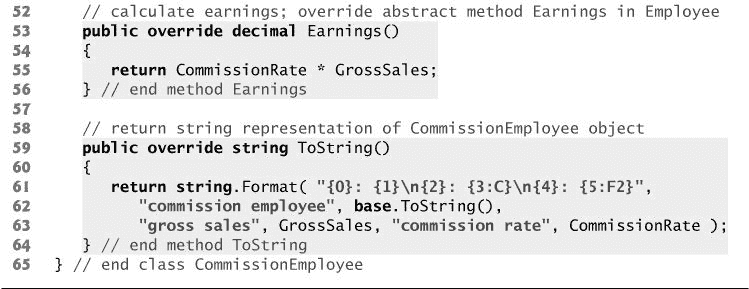 52 // calculate earnings; override abstract method Earnings in Employee
53 public override decimal Earnings()
54 {
55 return CommissionRate * GrossSales;
56 } // end method Earnings
57
58 // return string representation of CommissionEmployee object
59 public override string ToString()
60 {
61 return string.Format( "{0}: {1}\n{2}: {3:C}\n{4}: {5:F2}",
62 "commission employee", base.ToString(),
63 "gross sales", GrossSales, "commission rate", CommissionRate );
64 } // end method ToString
65 } // end class CommissionEmployee